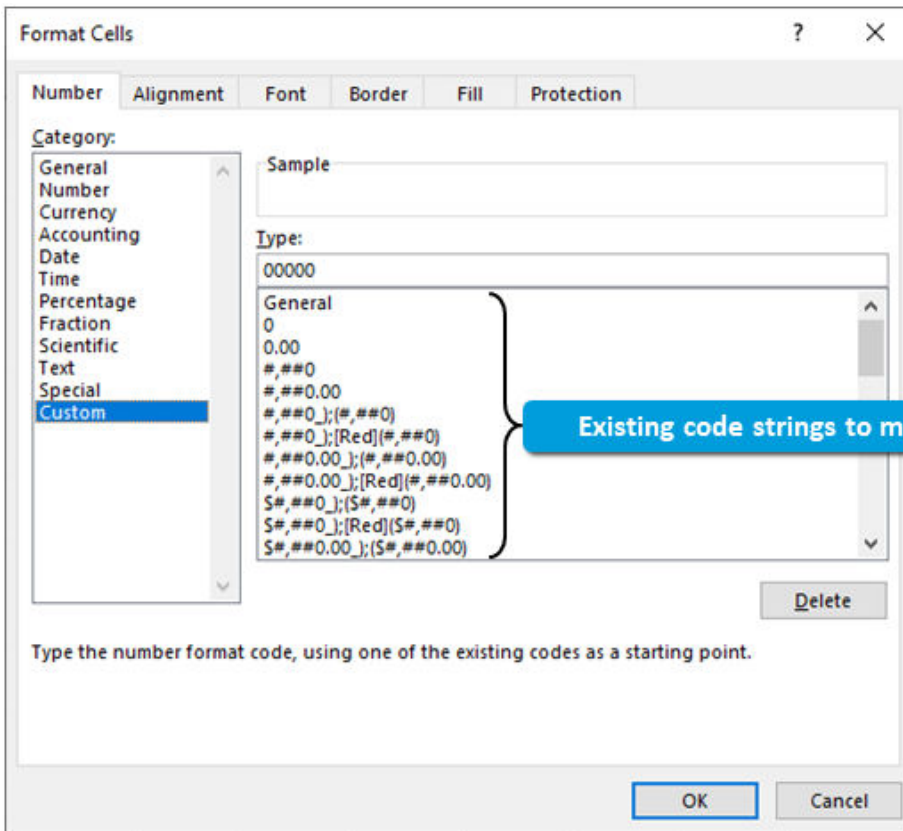 Format Cells ? ×
Number Alignment Font Border Fill Protection
Category:
General
Number
Currency
Accounting
Date
Time
Percentage
Fraction
Scientific
Text
Special
Custom
Sample
Type:
00000
General
0
0.00
#,##0
#,##0.00
#,##0_);(#,##0)
#,##0_);[Red](#,##0)
#,##0.00_);(#,##0.00)
#,##0.00_);[Red](#,##0.00)
$#,##0_);($#,##0)
$#,##0_);[Red]($#,##0)
$#,##0.00_);($#,##0.00)
Existing code strings to m
Delete
Type the number format code, using one of the existing codes as a starting point.
OK Cancel